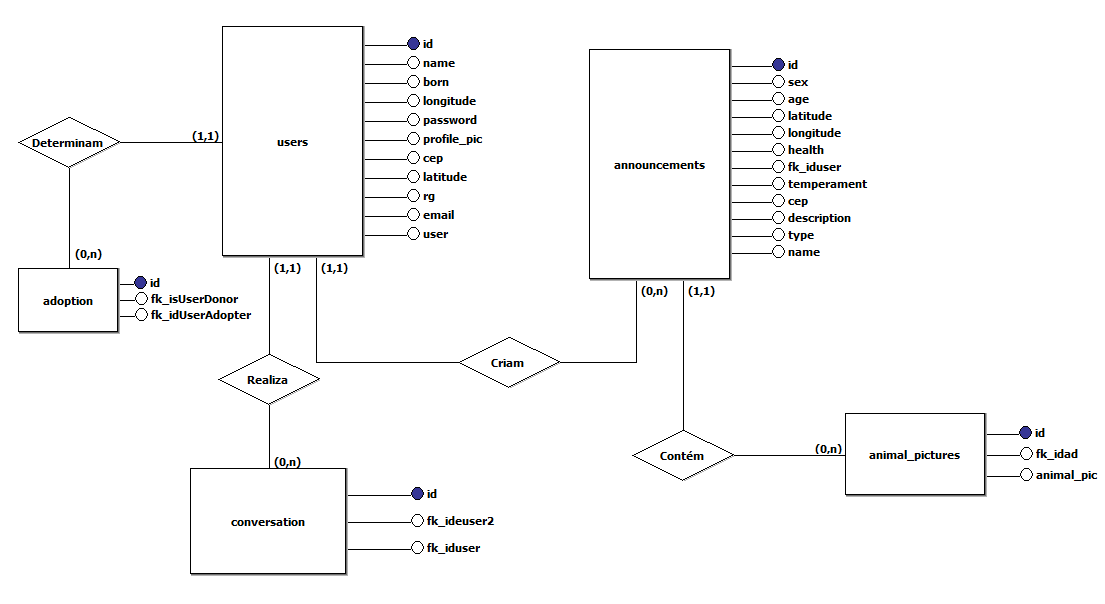 users
id
name
born
longitude
password
profile_pic
cep
latitude
rg
email
user
announcements
id
sex
age
latitude
longitude
health
fk_iduser
temperament
cep
description
type
name
Determinam
(1,1)
(0,n)
adoption
id
fk_isUserDonor
fk_idUserAdopter
(1,1)
(1,1)
(0,n)
(1,1)
Criam
Realiza
(0,n)
conversation
id
fk_ideuser2
fk_iduser
Contém
(0,n)
animal_pictures
id
fk_idad
animal_pic